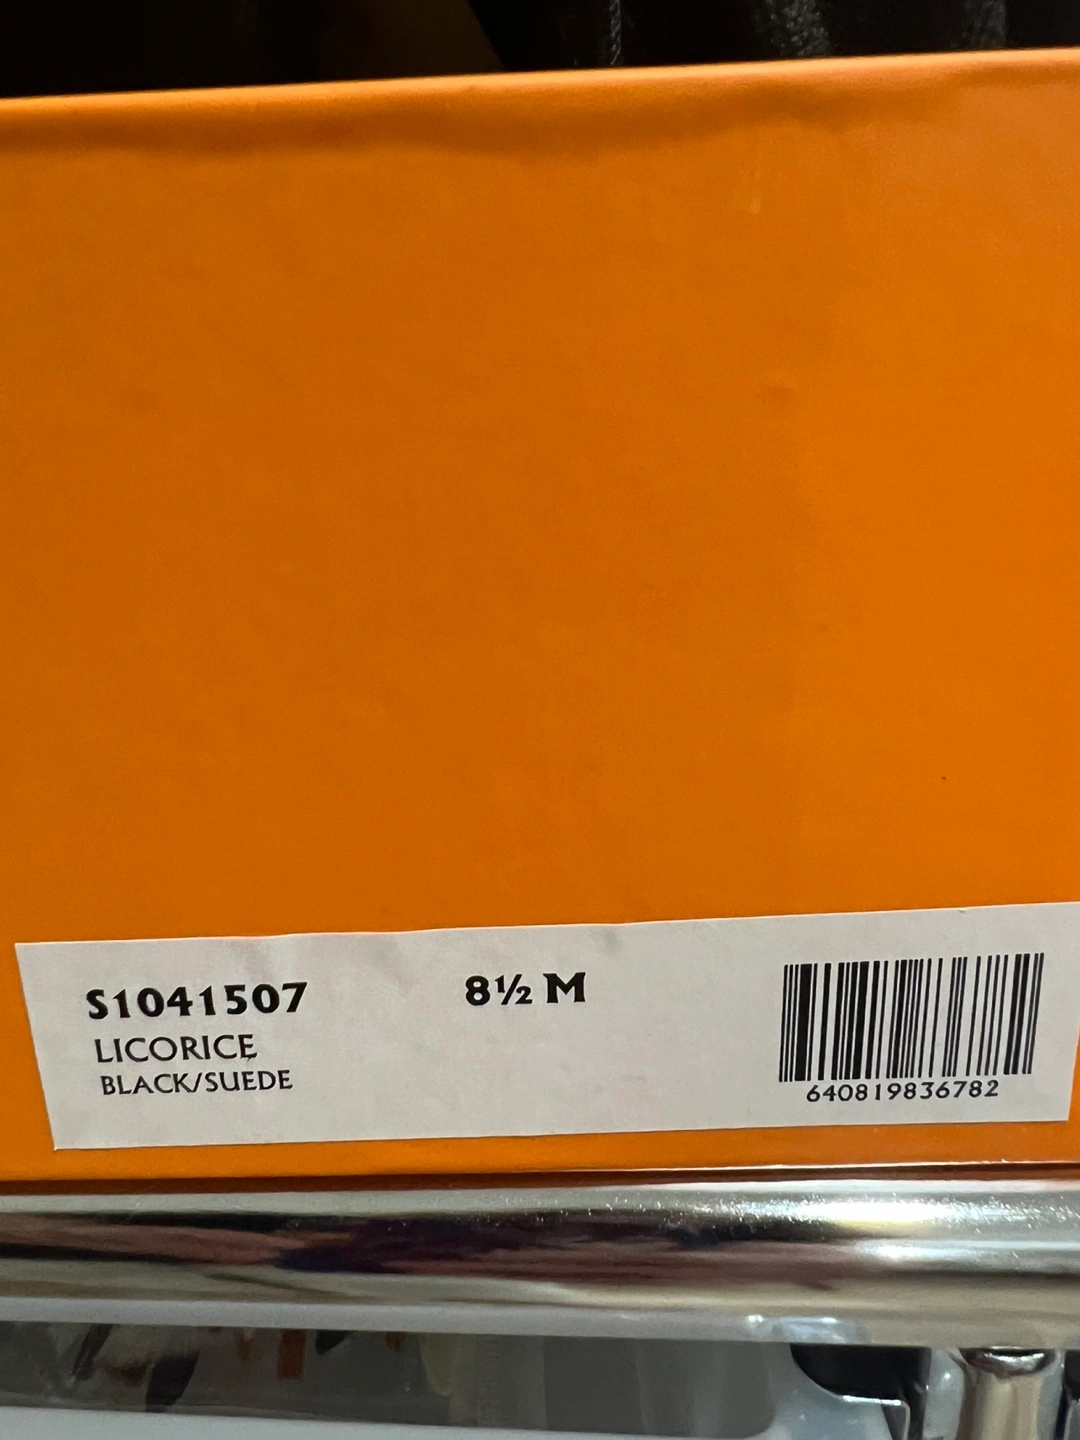 S1041507
8½ M
LICORICE
BLACK/SUEDE
640819836782